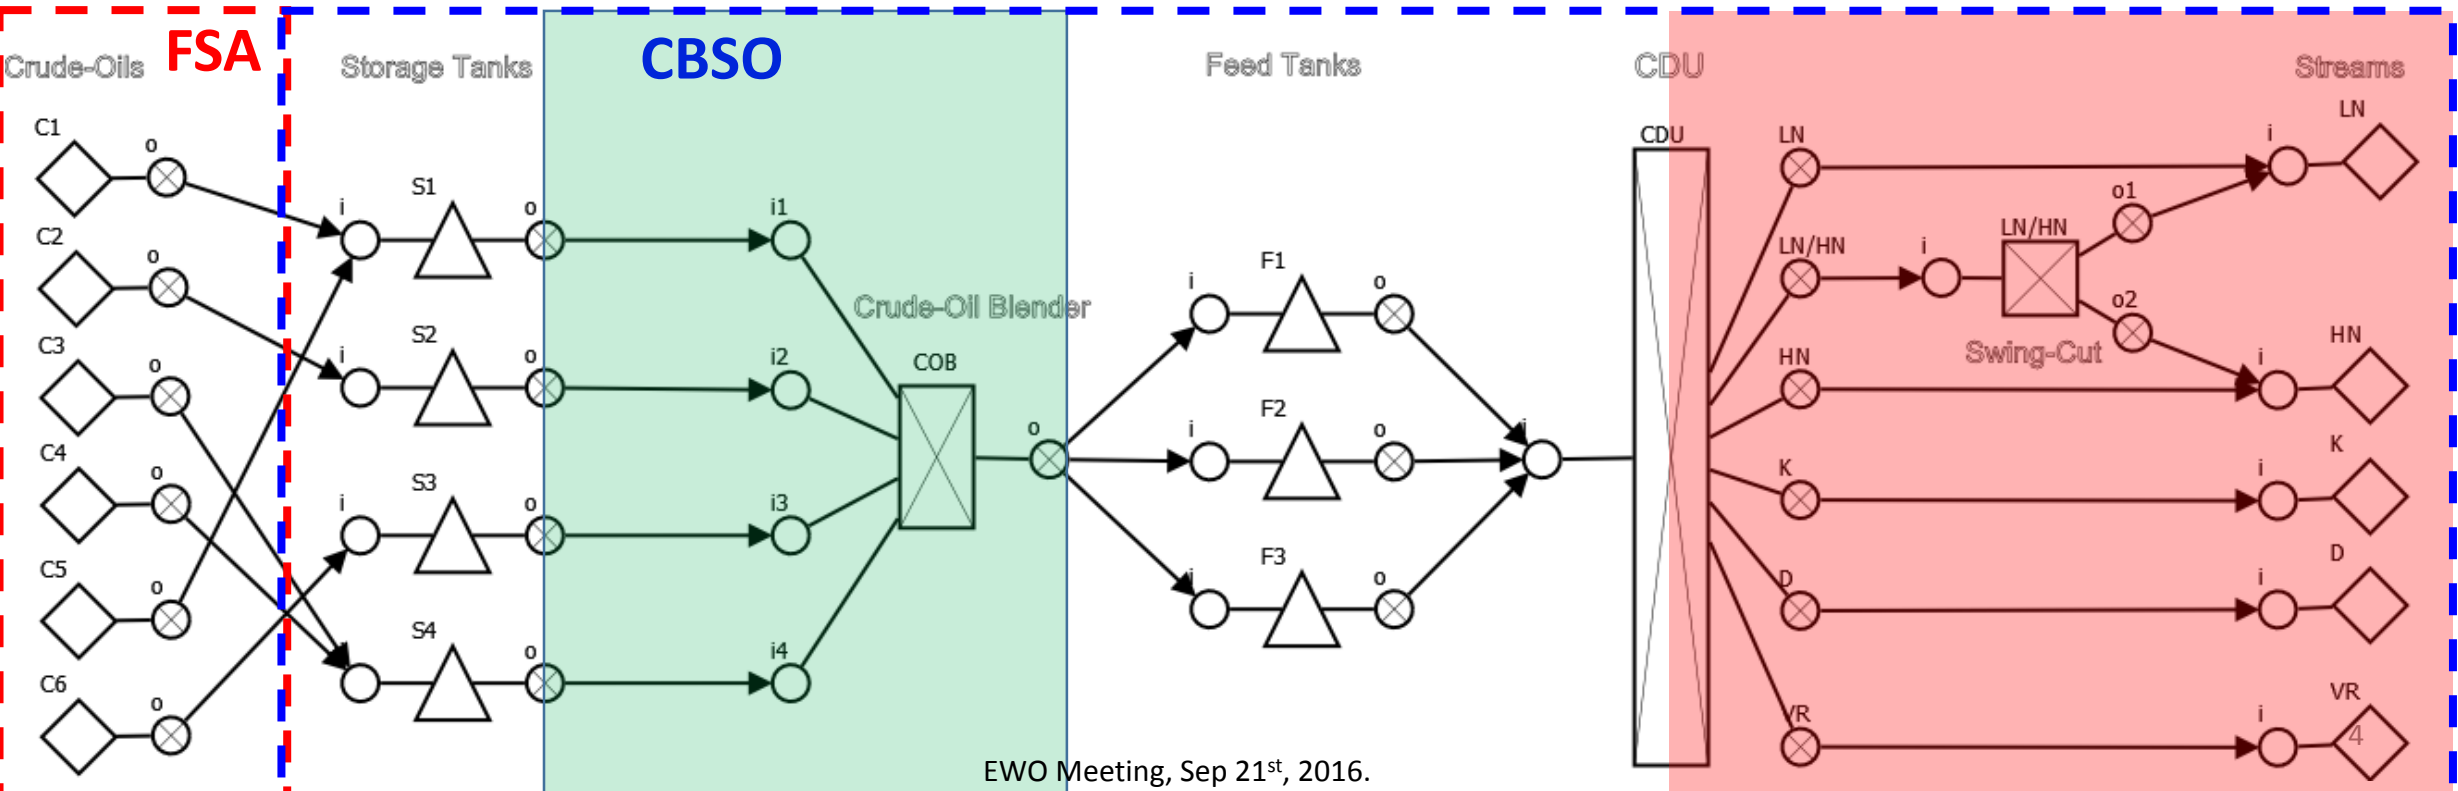 Crude-Oils
FSA
Storage Tanks
CBSO
Feed Tanks
CDU
Streams
C1
o
C2
o
C3
o
C4
o
C5
o
C6
o
i
S1
o
i
S2
o
i
S3
o
S4
o
i1
i2
i3
i4
Crude-Oil Blender
COB
o
i
F1
o
i
F2
o
i
F3
o
i
CDU
LN
LN/HN
HN
K
D
VR
i
LN/HN
o1
o2
Swing-Cut
i
LN
i
HN
i
K
i
D
i
VR
4
EWO Meeting, Sep 21st, 2016.